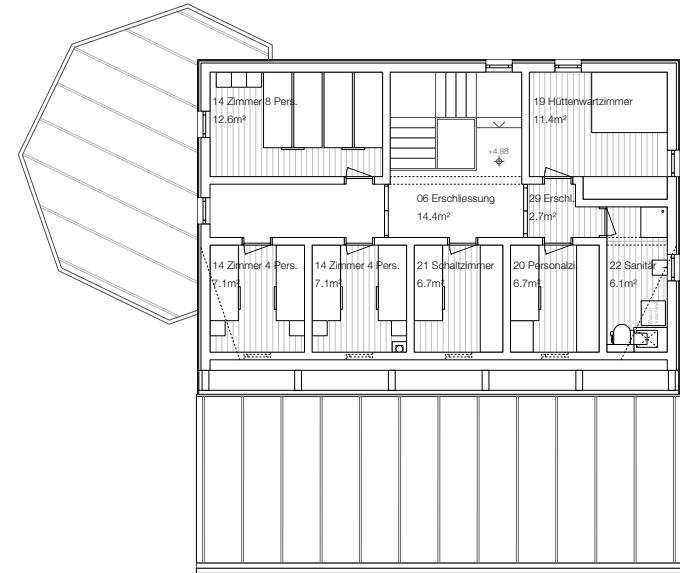 14 Zimmer 8 Pers.
12.6m²
19 Hüttenwartzimmer
11.4m²
+4.88
06 Erschliessung
14.4m²
29 Erschl.
2.7m²
14 Zimmer 4 Pers.
7.1m²
14 Zimmer 4 Pers.
7.1m²
21 Schaltzimmer
6.7m²
20 Personalzi.
6.7m²
22 Sanitär
6.1m²